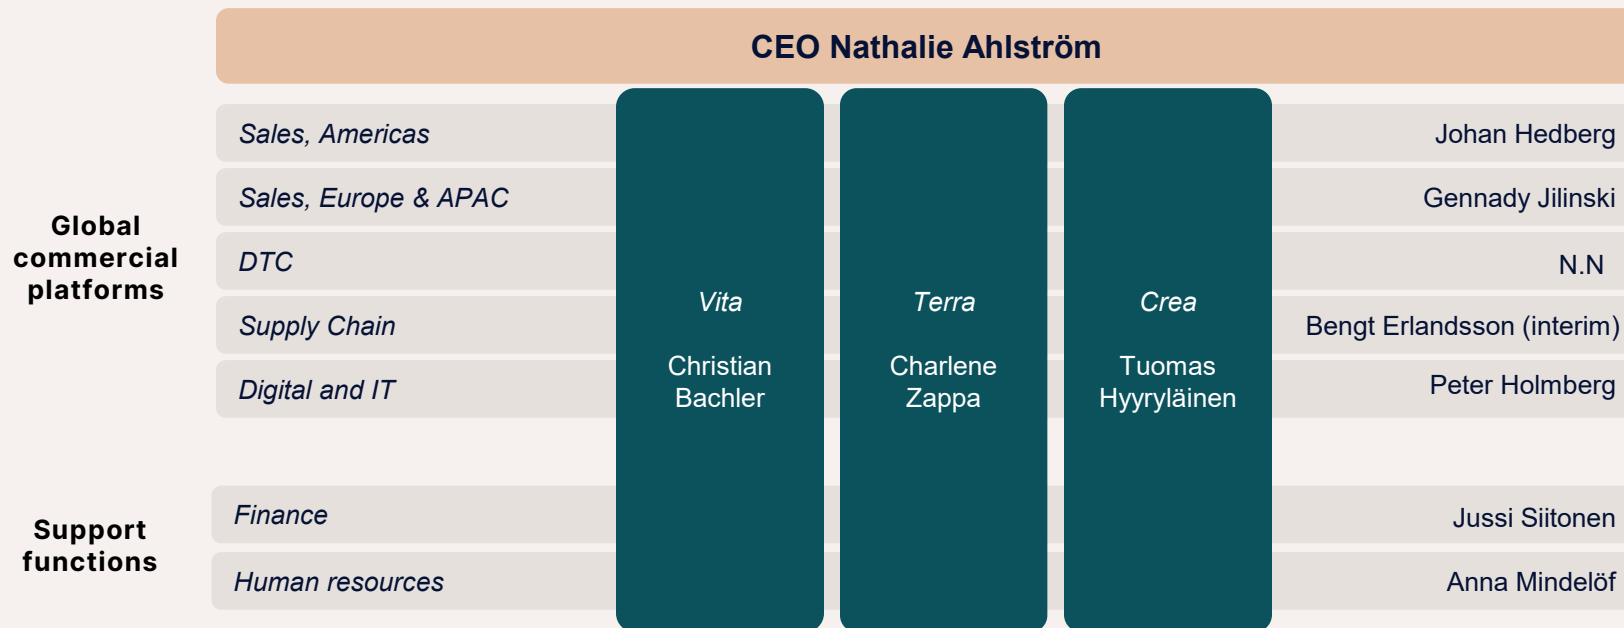 CEO Nathalie Ahlström
Global
commercial
platforms
Sales, Americas
Johan Hedberg
Sales, Europe & APAC
Gennady Jilinski
DTC
N.N
Supply Chain
Bengt Erlandsson (interim)
Digital and IT
Peter Holmberg
Vita
Christian
Bachler
Terra
Charlene
Zappa
Crea
Tuomas
Hyyryläinen
Support
functions
Finance
Jussi Siitonen
Human resources
Anna Mindelöf